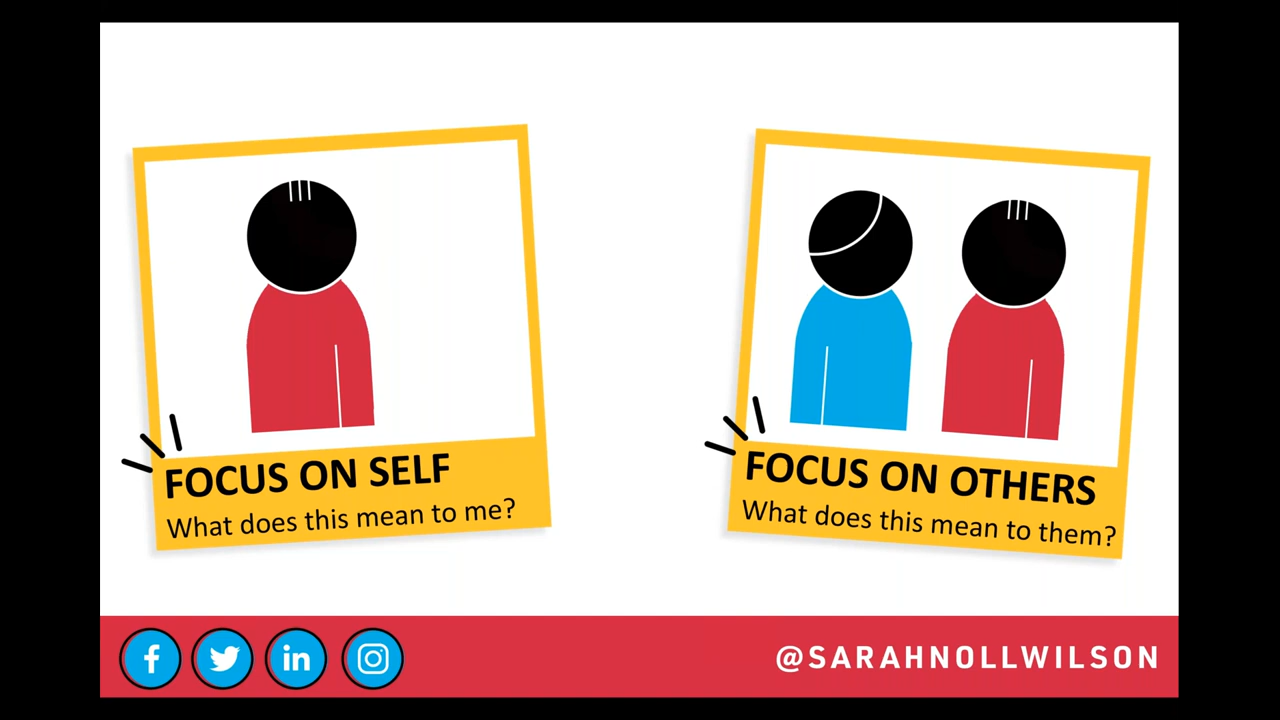 FOCUS ON SELF
What does this mean to me?
FOCUS ON OTHERS
What does this mean to them?
@SARAHNOLLWILSON